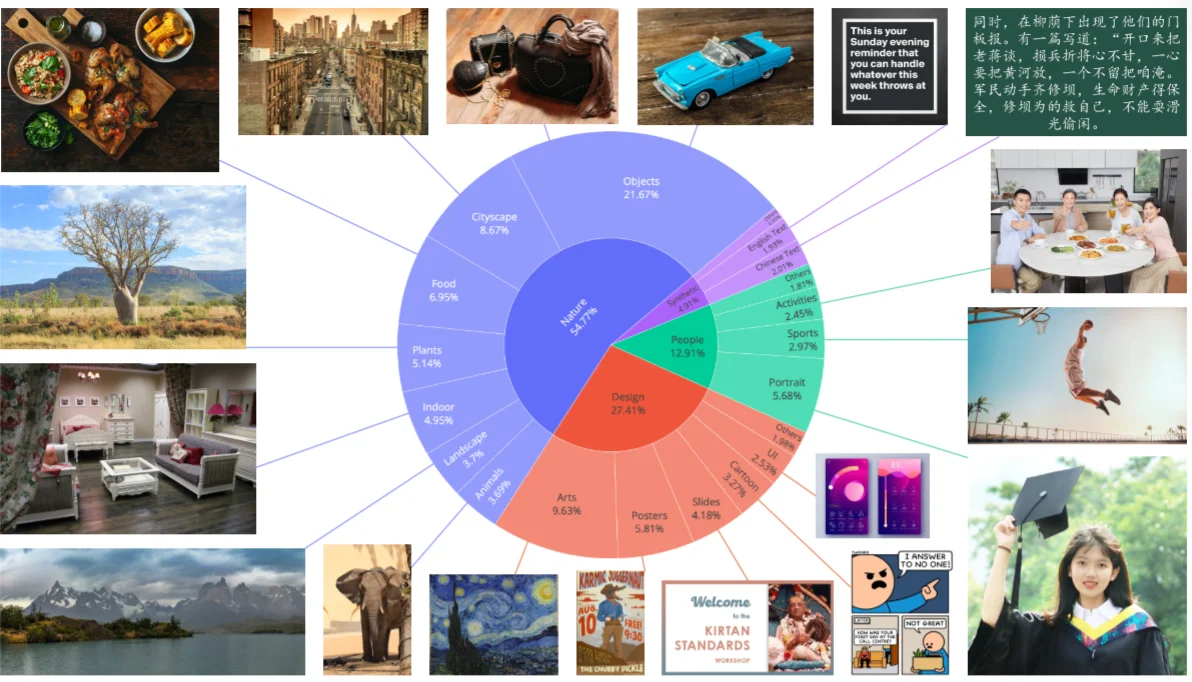 This is your
Sunday evening
reminder that
you can handle
whatever this
week throws at
you.
同时，在柳荫下出现了他们的门
板报。有一篇写道：“开口来把
老蒋谈，损兵折将心不甘，一心
要把黄河放，一个不留把咱淹。
军民动手齐修坝，生命财产得保
全，修坝为的救自己，不能耍滑
光偷闲。
Objects
21.67%
Cityscape
8.67%
Food
6.95%
Plants
5.14%
Indoor
4.95%
Landscape
3.7%
Animals
3.69%
Nature
54.77%
Synthetic
4.91%
English Text
1.93%
Chinese Text
2.01%
People
12.91%
Others
1.81%
Activities
2.45%
Sports
2.97%
Portrait
5.68%
Design
27.41%
Others
1.98%
UI
2.53%
Cartoon
3.27%
Slides
4.18%
Posters
5.81%
Arts
9.63%
KARMIC JUGGERNAUT
AUG.
10
FREE!
9:30
THE CHUBBY PICKLE
Welcome
to the
KIRTAN
STANDARDS
WORKSHOP
I ANSWER
TO NO ONE!
LATER
HOW WAS YOUR
FIRST DAY AT THE
CALL CENTRE?
NOT GREAT